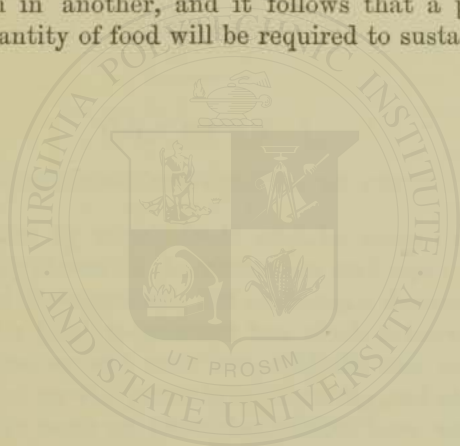 in another, and it follows that a
antity of food will be required to
VIRGINIA POLYTECHNIC INSTITUTE
AND STATE UNIVERSITY
UT PROSIM